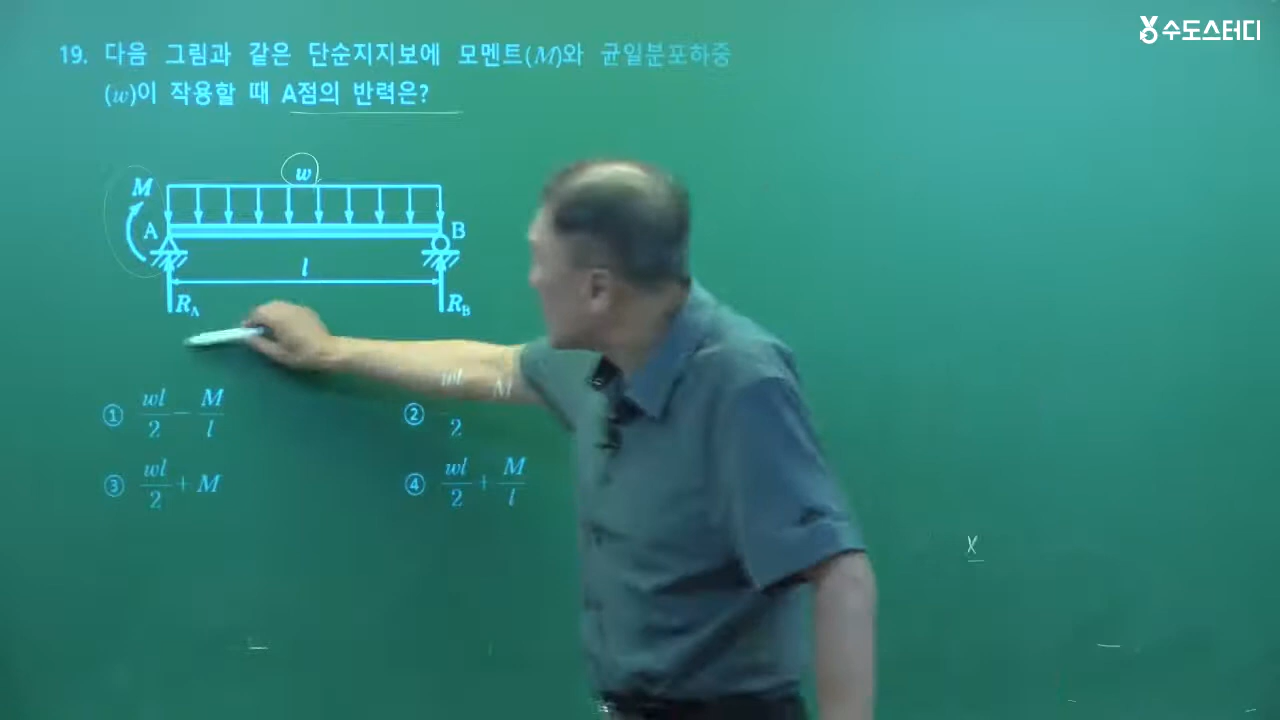 수도스터디
19. 다음 그림과 같은 단순지지보에 모멘트(M)와 균일분포하중
(w)이 작용할 때 A점의 반력은?
w
M
A
B
l
R_A
R_B
① wl/2 - M/l
② wl/2 M
③ wl/2 + M
④ wl/2 + M/l
x